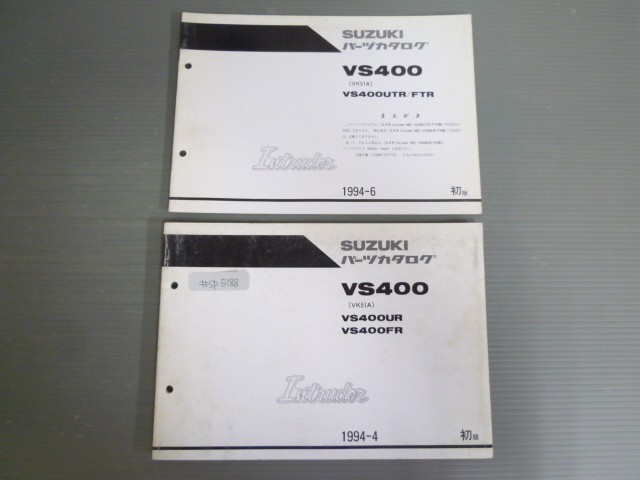 SUZUKI
パーツカタログ
VS400
(VK51A)
VS400UTR/FTR
まえがき
Intruder
1994-6
初版
SUZUKI
パーツカタログ
VS400
(VK51A)
VS400UR
VS400FR
Intruder
1994-4
初版